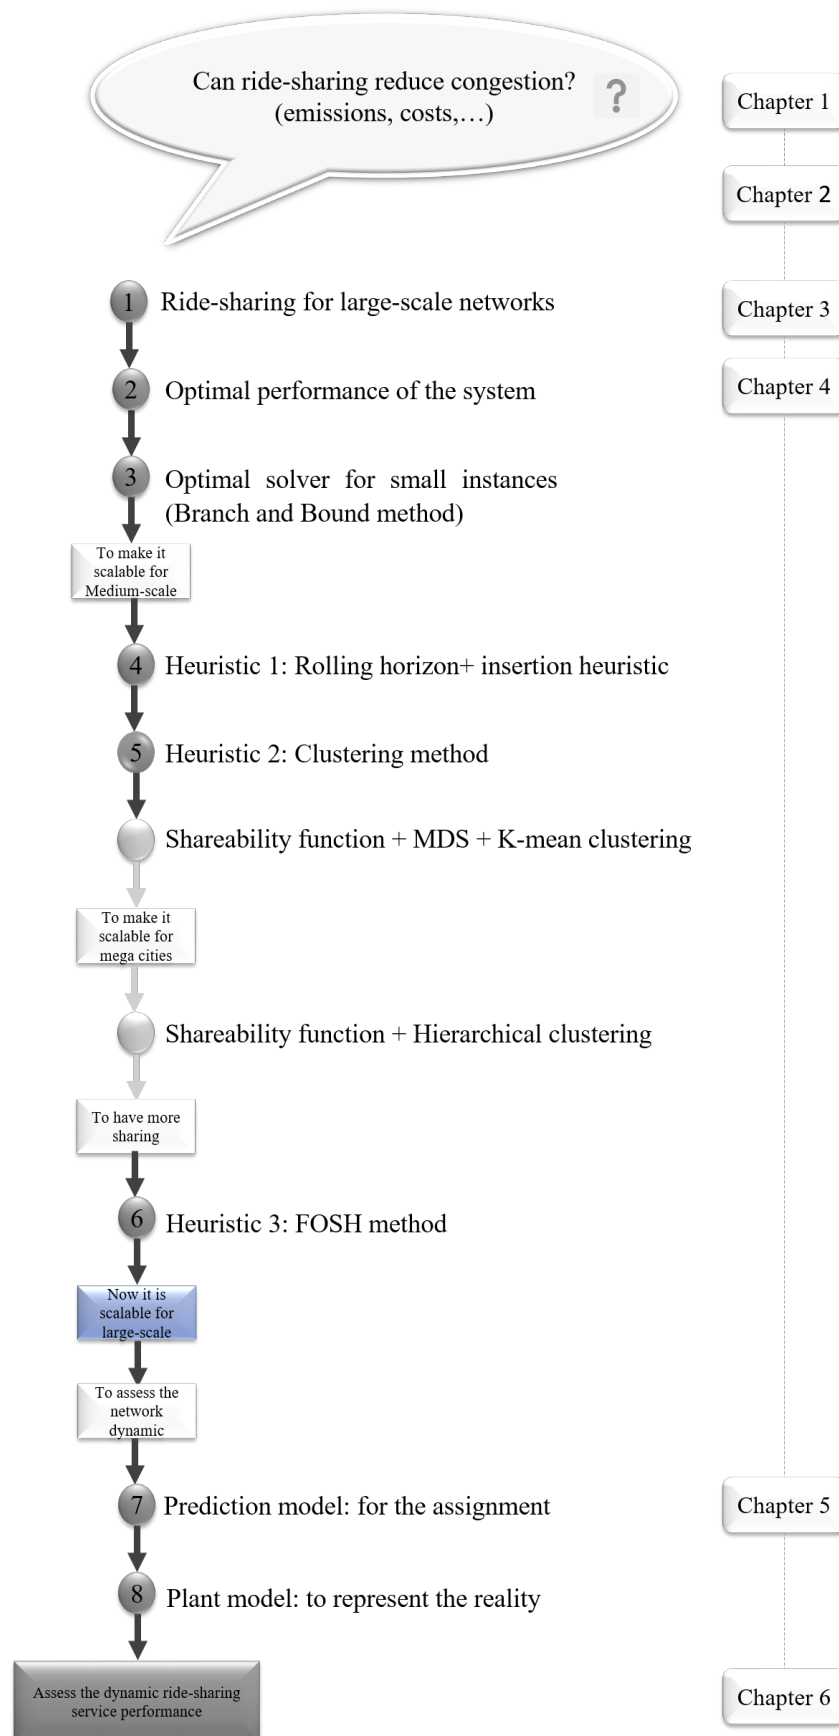 Can ride-sharing reduce congestion?
(emissions, costs,…)
?
Chapter 1
Chapter 2
1
Ride-sharing for large-scale networks
Chapter 3
2
Optimal performance of the system
Chapter 4
3
Optimal solver for small instances
(Branch and Bound method)
To make it
scalable for
Medium-scale
4
Heuristic 1: Rolling horizon+ insertion heuristic
5
Heuristic 2: Clustering method
Shareability function + MDS + K-mean clustering
To make it
scalable for
mega cities
Shareability function + Hierarchical clustering
To have more
sharing
6
Heuristic 3: FOSH method
Now it is
scalable for
large-scale
To assess the
network
dynamic
7
Prediction model: for the assignment
Chapter 5
8
Plant model: to represent the reality
Assess the dynamic ride-sharing
service performance
Chapter 6